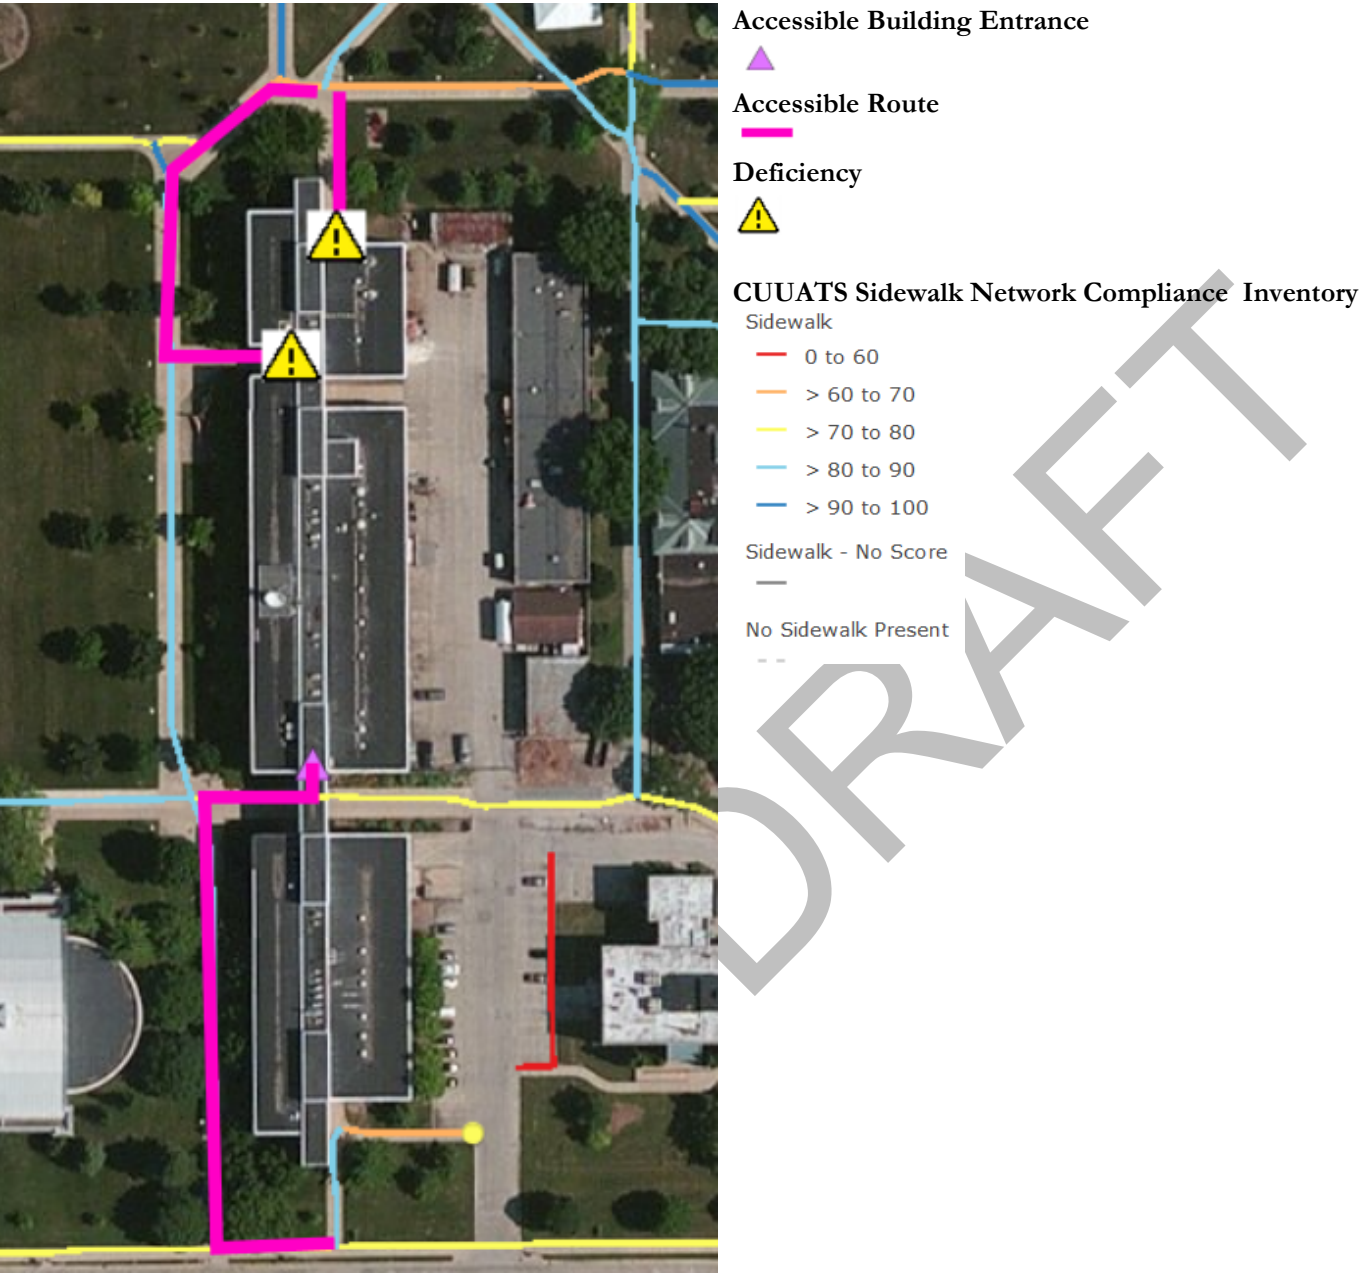 Accessible Building Entrance
Accessible Route
Deficiency
CUUATS Sidewalk Network Compliance Inventory
Sidewalk
0 to 60
> 60 to 70
> 70 to 80
> 80 to 90
> 90 to 100
Sidewalk - No Score
No Sidewalk Present
DRAFT